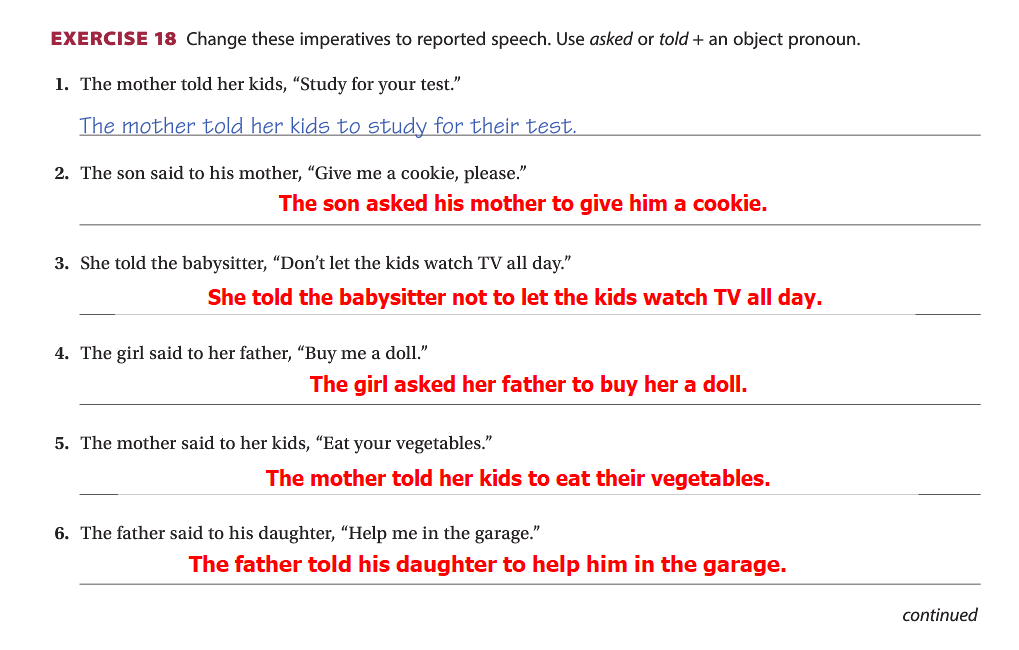 EXERCISE 18 Change these imperatives to reported speech. Use asked or told + an object pronoun.
1. The mother told her kids, “Study for your test.”
The mother told her kids to study for their test.
2. The son said to his mother, “Give me a cookie, please.”
The son asked his mother to give him a cookie.
3. She told the babysitter, “Don’t let the kids watch TV all day.”
She told the babysitter not to let the kids watch TV all day.
4. The girl said to her father, “Buy me a doll.”
The girl asked her father to buy her a doll.
5. The mother said to her kids, “Eat your vegetables.”
The mother told her kids to eat their vegetables.
6. The father said to his daughter, “Help me in the garage.”
The father told his daughter to help him in the garage.
continued